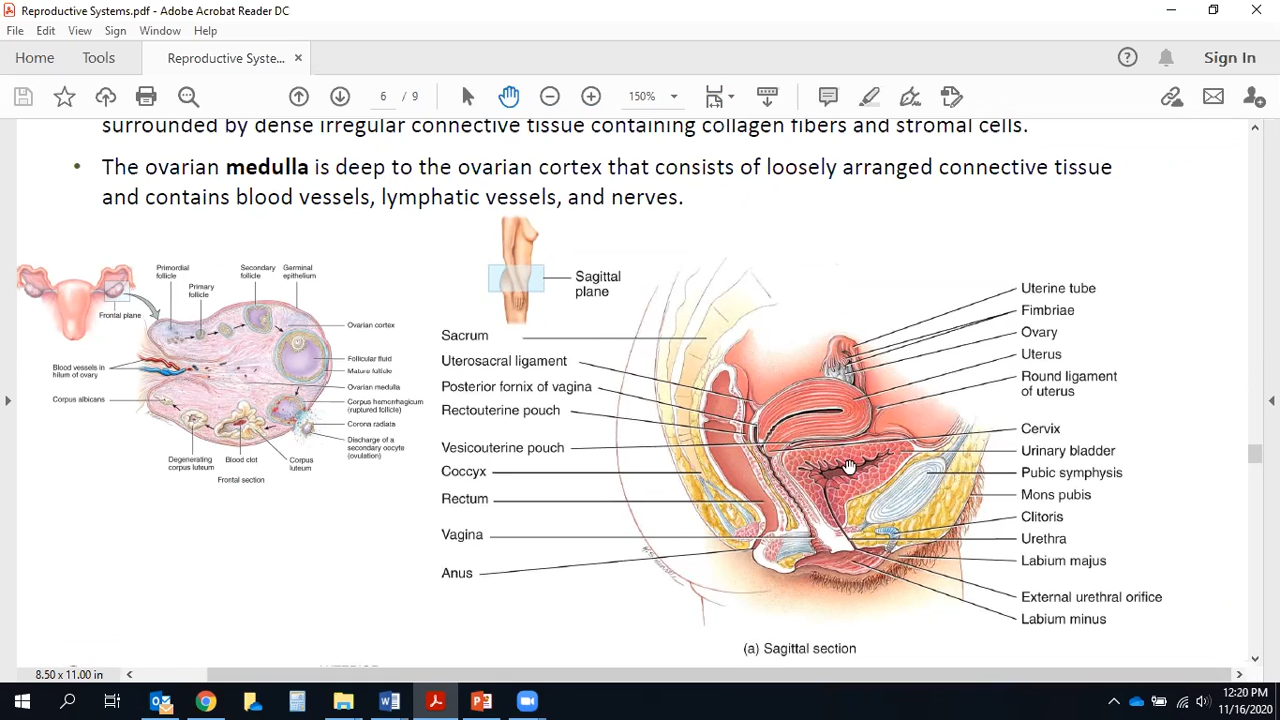 Reproductive Systems.pdf - Adobe Acrobat Reader DC
File Edit View Sign Window Help
Home Tools Reproductive Syste... ×
Sign In
6 / 9
150%
surrounded by dense irregular connective tissue containing collagen fibers and stromal cells.
• The ovarian medulla is deep to the ovarian cortex that consists of loosely arranged connective tissue
and contains blood vessels, lymphatic vessels, and nerves.
Primordial
follicle
Primary
follicle
Secondary
follicle
Germinal
epithelium
Frontal plane
Ovarian cortex
Blood vessels in
hilum of ovary
Follicular fluid
Mature follicle
Ovarian medulla
Corpus albicans
Corpus hemorrhagicum
(ruptured follicle)
Corona radiata
Discharge of a
secondary oocyte
(ovulation)
Degenerating
corpus luteum
Blood clot
Corpus
luteum
Frontal section
Sagittal
plane
Sacrum
Uterosacral ligament
Posterior fornix of vagina
Rectouterine pouch
Vesicouterine pouch
Coccyx
Rectum
Vagina
Anus
Uterine tube
Fimbriae
Ovary
Uterus
Round ligament
of uterus
Cervix
Urinary bladder
Pubic symphysis
Mons pubis
Clitoris
Urethra
Labium majus
External urethral orifice
Labium minus
(a) Sagittal section
8.50 x 11.00 in
12:20 PM
11/16/2020